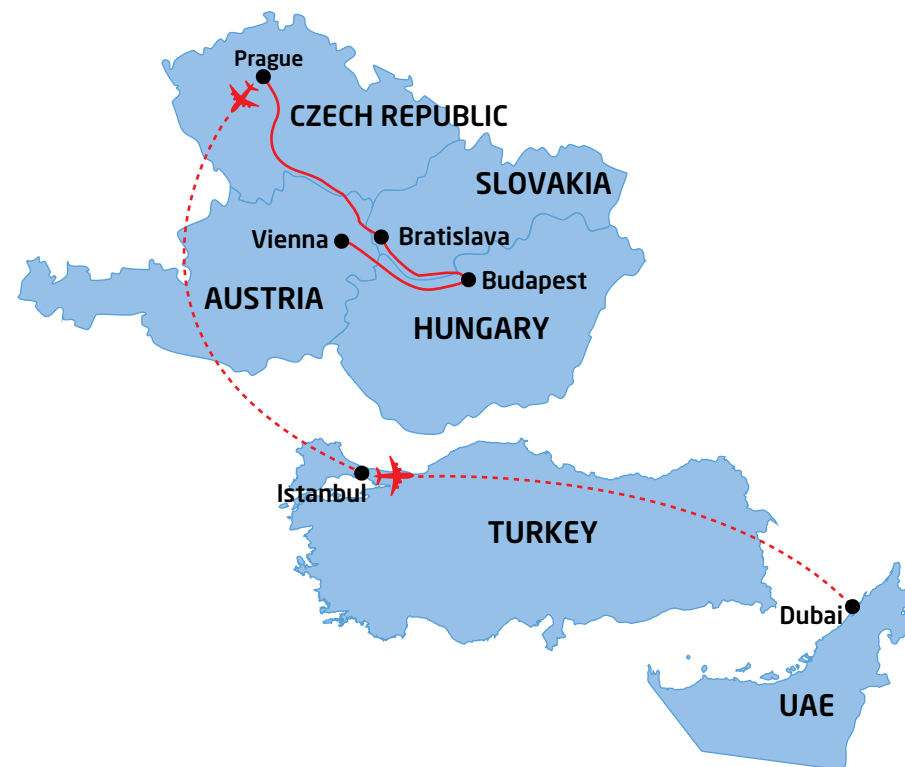 Prague
CZECH REPUBLIC
SLOVAKIA
Vienna
Bratislava
Budapest
AUSTRIA
HUNGARY
Istanbul
TURKEY
Dubai
UAE